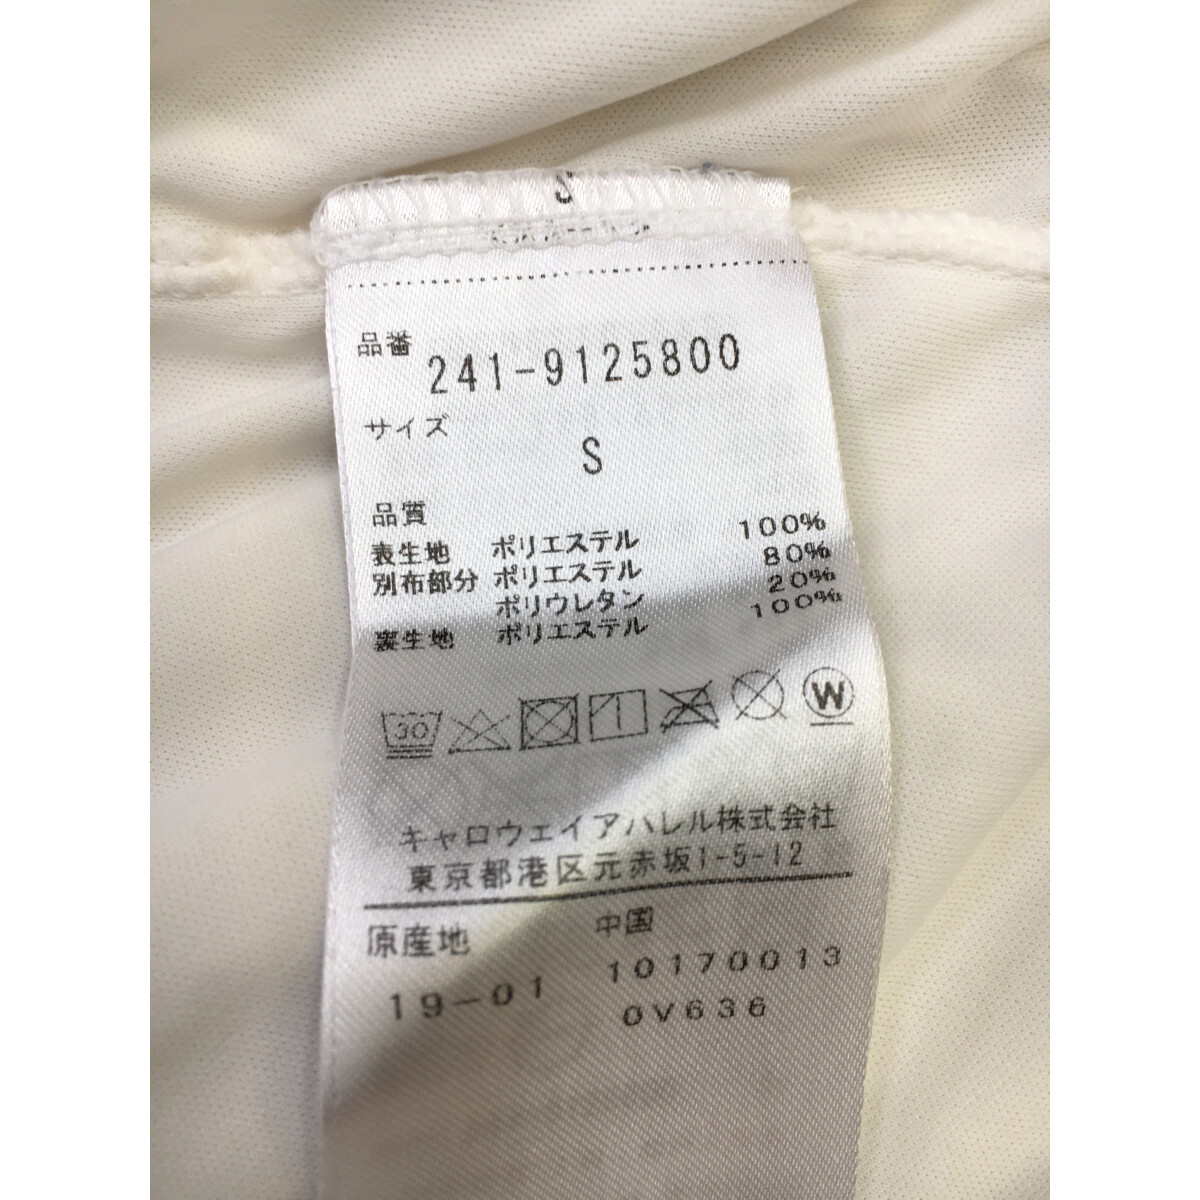 S
品番
241-9125800
サイズ
S
品質
表生地 ポリエステル 100%
別布部分 ポリエステル 80%
ポリウレタン 20%
裏生地 ポリエステル 100%
30
W
キャロウェイアパレル株式会社
東京都港区元赤坂1-5-12
原産地 中国
19-01 10170013
0V636